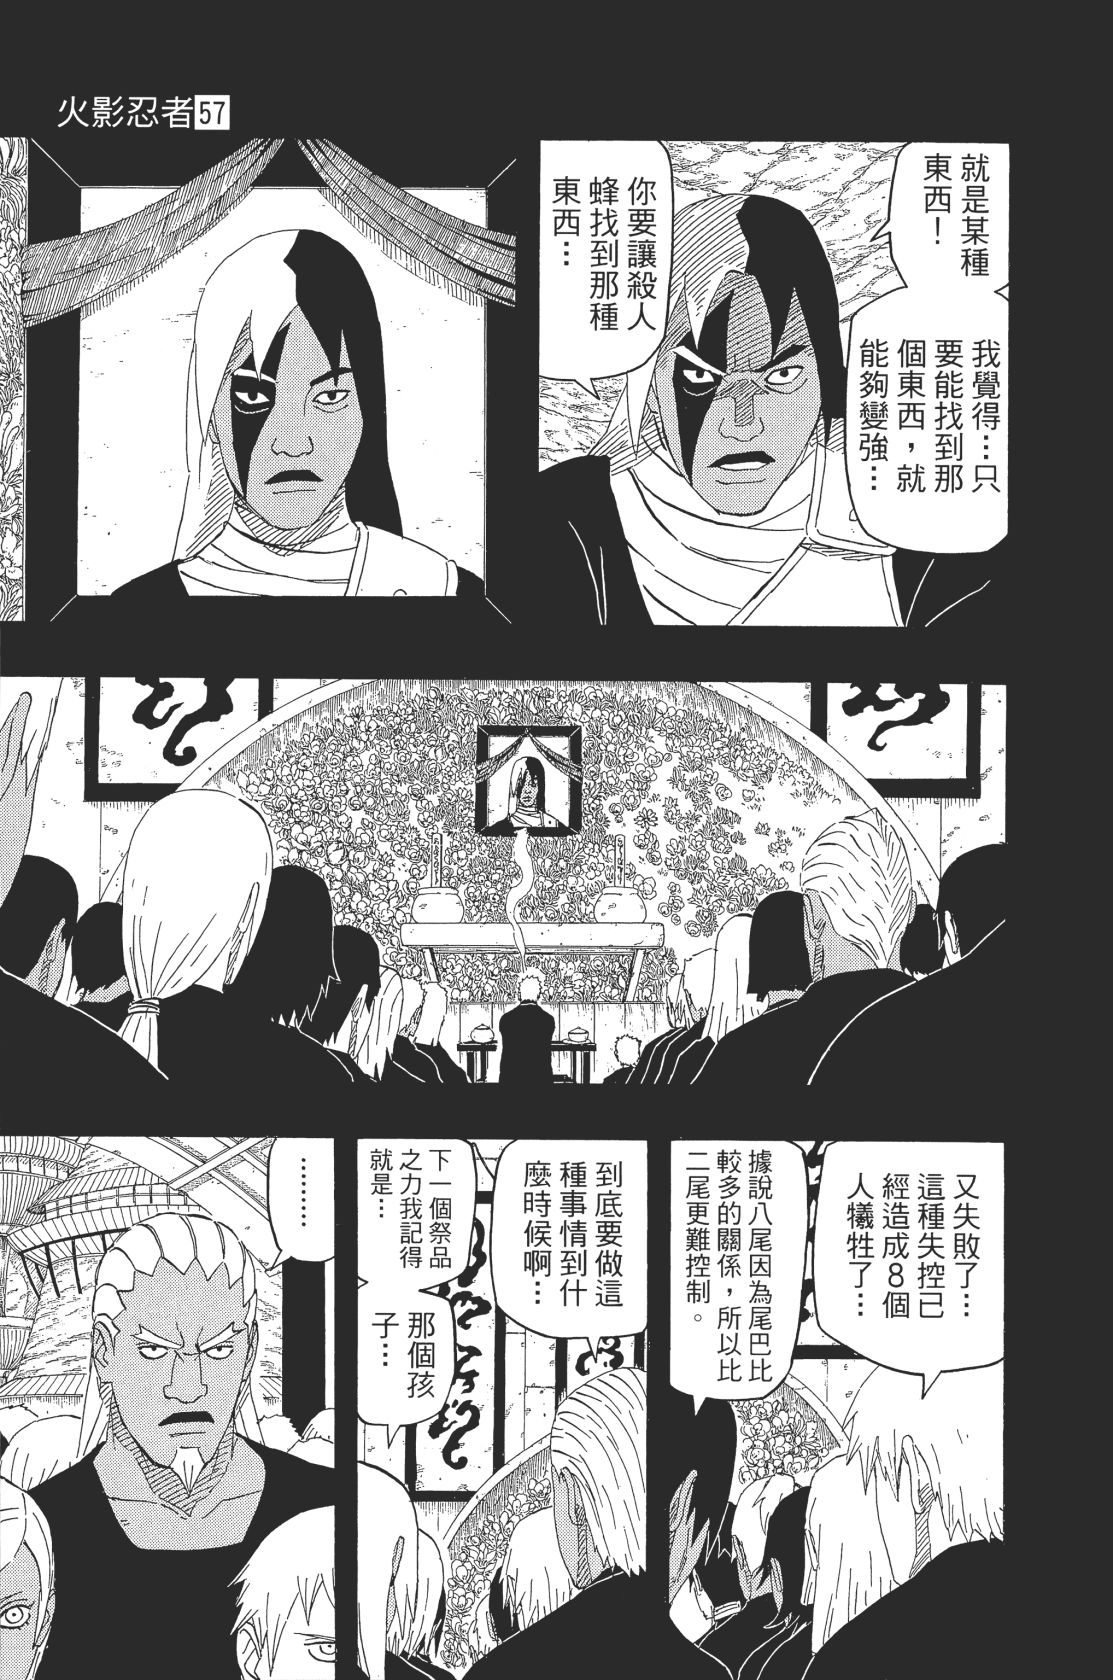 火影忍者57
就是某種
東西！
我覺得…只
要能找到那
個東西，就
能夠變強…
你要讓殺人
蜂找到那種
東西…
又失敗了…
這種失控已
經造成８個
人犧牲了…
據說八尾因為尾巴比
較多的關係，所以比
二尾更難控制。
到底要做這
種事情到什
麼時候啊…
下一個祭品
之力我記得
就是…
那個孩
子…
………